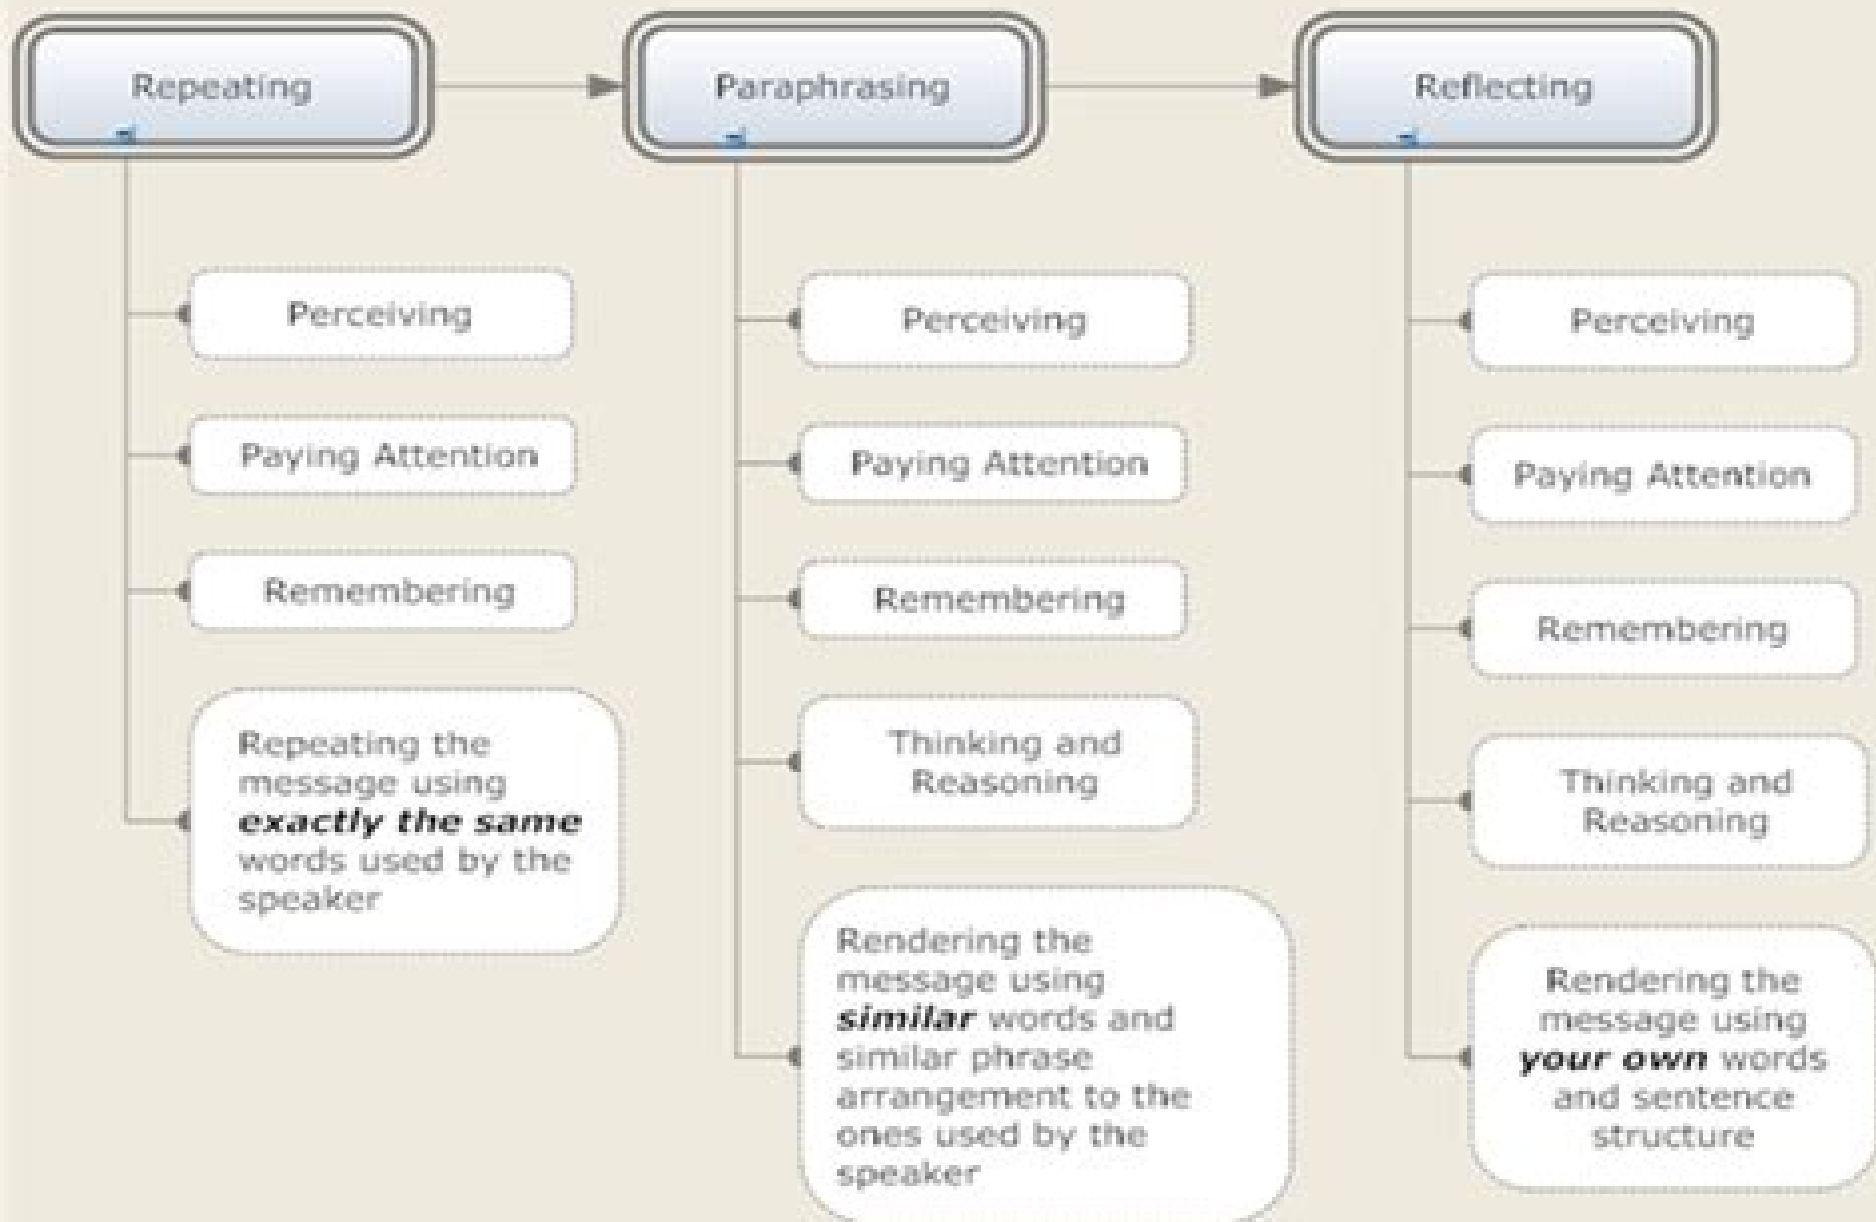 Repeating
Perceiving
Paying Attention
Remembering
Repeating the
message using
exactly the same
words used by the
speaker
Paraphrasing
Perceiving
Paying Attention
Remembering
Thinking and
Reasoning
Rendering the
message using
similar words and
similar phrase
arrangement to the
ones used by the
speaker
Reflecting
Perceiving
Paying Attention
Remembering
Thinking and
Reasoning
Rendering the
message using
your own words
and sentence
structure